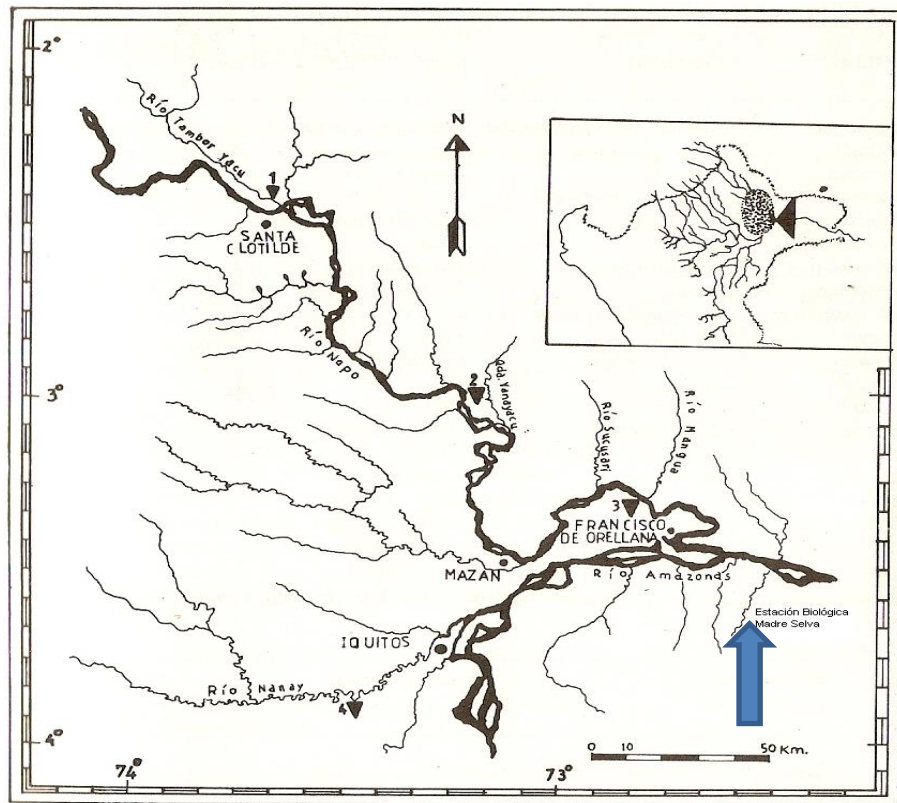 2°
Río Tambor Yacu
N
1
SANTA
CLOTILDE
Río Napo
3°
2
Qda. Yanayacu
Río Sucusari
Río Mangua
3
FRANCISCO
DE ORELLANA
MAZAN
Río Amazonas
Estación Biológica
Madre Selva
IQUITOS
Río Nanay
4
4°
0 10 50 Km.
74°
73°